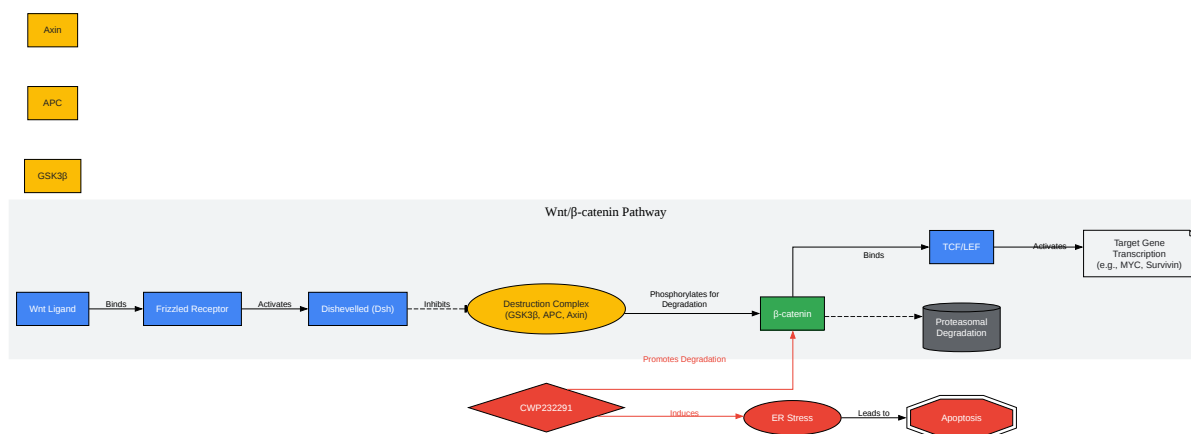 Axin
APC
GSK3β
Wnt/β-catenin Pathway
TCF/LEF
Binds
Activates
Target Gene
Transcription
(e.g., MYC, Survivin)
Wnt Ligand
Binds
Frizzled Receptor
Activates
Dishevelled (Dsh)
Inhibits
Destruction Complex
(GSK3β, APC, Axin)
Phosphorylates for
Degradation
β-catenin
Proteasomal
Degradation
Promotes Degradation
CWP232291
Induces
ER Stress
Leads to
Apoptosis